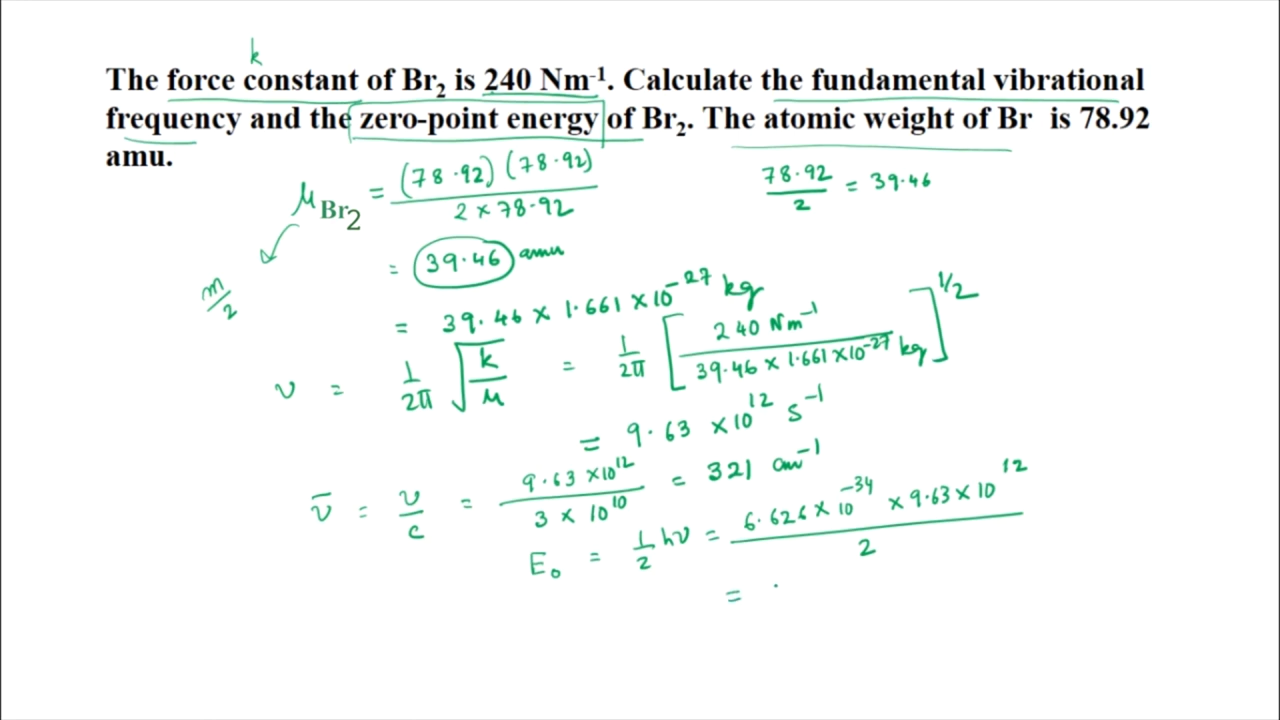 k
The force constant of Br₂ is 240 Nm⁻¹. Calculate the fundamental vibrational
frequency and the zero-point energy of Br₂. The atomic weight of Br is 78.92
amu.
μ Br₂ = (78.92) (78.92) / 2 × 78.92
78.92 / 2 = 39.46
m/2
= 39.46 amu
= 39.46 × 1.661 × 10⁻²⁷ kg
ν = 1/2π √k/μ = 1/2π [240 Nm⁻¹ / 39.46 × 1.661 × 10⁻²⁷ kg]^1/2
= 9.63 × 10¹² s⁻¹
ν̄ = ν/c = 9.63 × 10¹² / 3 × 10¹⁰ = 321 cm⁻¹
E₀ = 1/2 hν = 6.626 × 10⁻³⁴ × 9.63 × 10¹² / 2
=